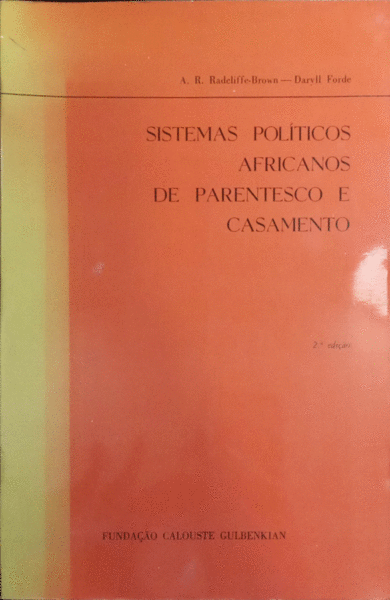 A. R. Radcliffe-Brown — Daryll Forde
SISTEMAS POLÍTICOS
AFRICANOS
DE PARENTESCO E
CASAMENTO
2.ª edição
FUNDAÇÃO CALOUSTE GULBENKIAN